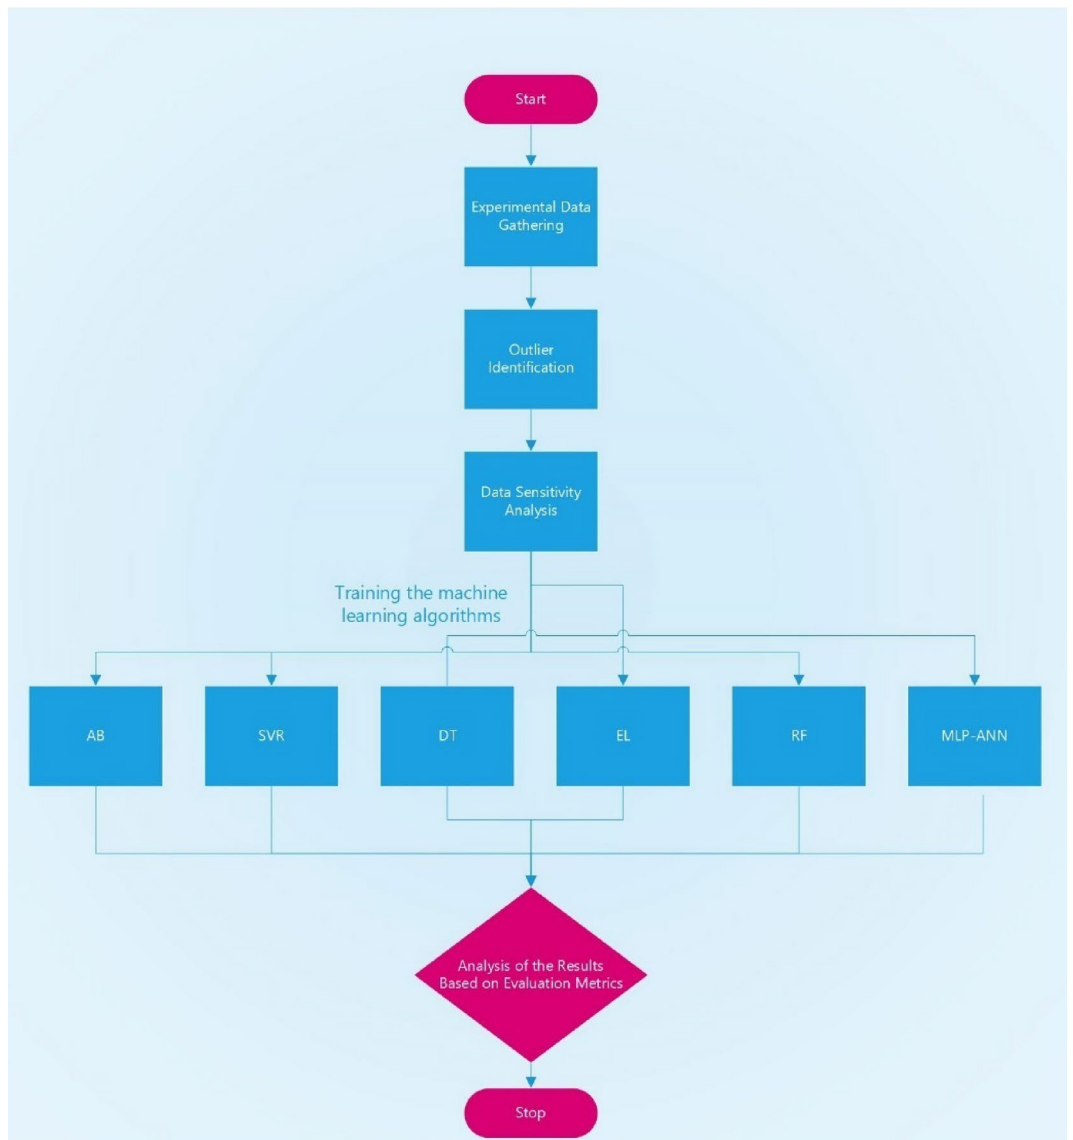 Start
Experimental Data
Gathering
Outlier
Identification
Data Sensitivity
Analysis
Training the machine
learning algorithms
AB
SVR
DT
EL
RF
MLP-ANN
Analysis of the Results
Based on Evaluation Metrics
Stop